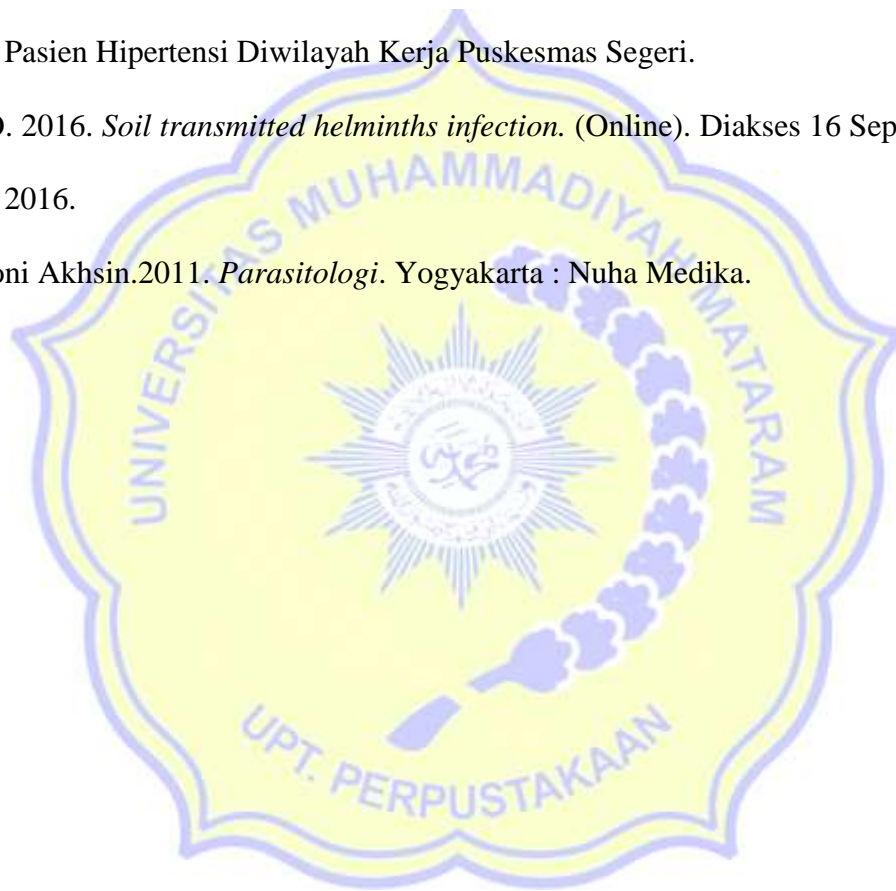 Pasien Hipertensi Diwilayah Kerja Puskesmas Segeri.
. 2016. Soil transmitted helminths infection. (Online). Diakses 16 Sep
2016.
oni Akhsin.2011. Parasitologi. Yogyakarta : Nuha Medika.
UNIVERSITAS MUHAMMADIYAH MATARAM
UPT. PERPUSTAKAAN